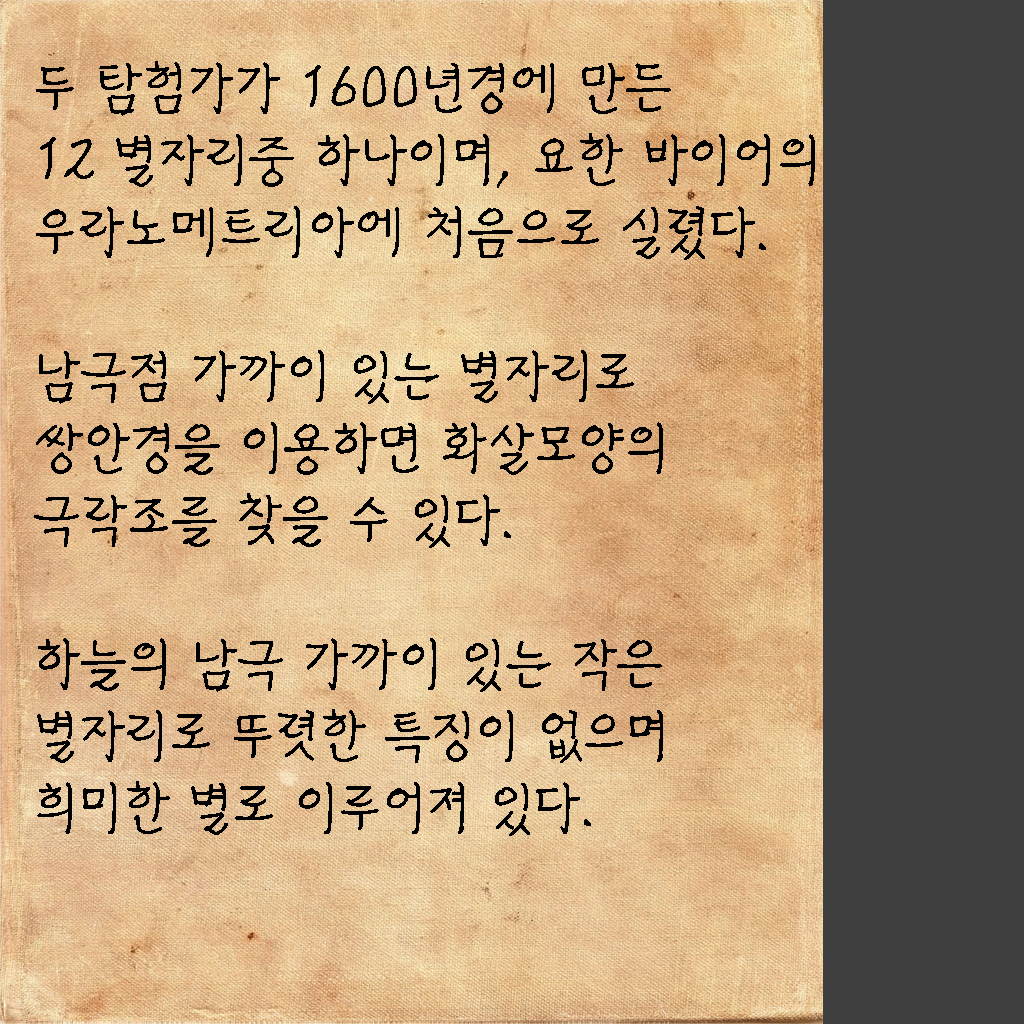 두 탐험가가 1600년경에 만든
12 별자리중 하나이며, 요한 바이어의
우라노메트리아에 처음으로 실렸다.
남극점 가까이 있는 별자리로
쌍안경을 이용하면 화살모양의
극락조를 찾을 수 있다.
하늘의 남극 가까이 있는 작은
별자리로 뚜렷한 특징이 없으며
희미한 별로 이루어져 있다.